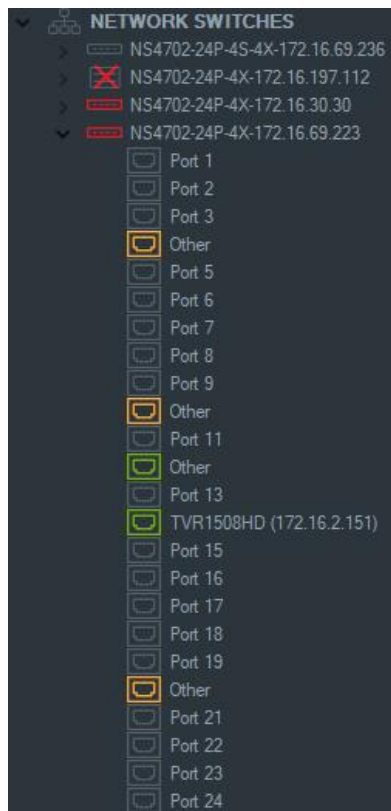 NETWORK SWITCHES
NS4702-24P-4S-4X-172.16.69.236
NS4702-24P-4X-172.16.197.112
NS4702-24P-4X-172.16.30.30
NS4702-24P-4X-172.16.69.223
Port 1
Port 2
Port 3
Other
Port 5
Port 6
Port 7
Port 8
Port 9
Other
Port 11
Other
Port 13
TVR1508HD (172.16.2.151)
Port 15
Port 16
Port 17
Port 18
Port 19
Other
Port 21
Port 22
Port 23
Port 24